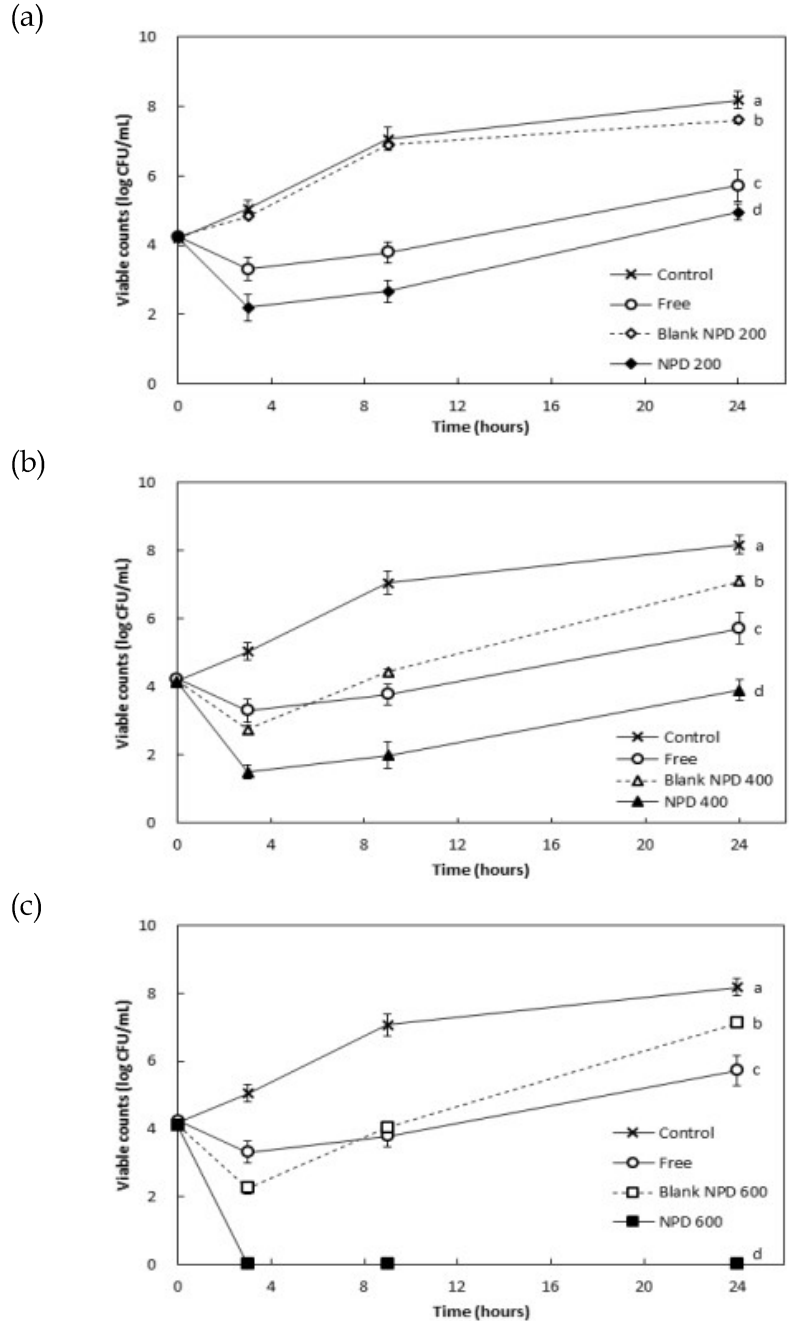 (a)
10
8
6
4
2
0
Viable counts (log CFU/mL)
a
b
c
d
Control
Free
Blank NPD 200
NPD 200
0 4 8 12 16 20 24
Time (hours)
(b)
10
8
6
4
2
0
Viable counts (log CFU/mL)
a
b
c
d
Control
Free
Blank NPD 400
NPD 400
0 4 8 12 16 20 24
Time (hours)
(c)
10
8
6
4
2
0
Viable counts (log CFU/mL)
a
b
c
Control
Free
Blank NPD 600
NPD 600
d
0 4 8 12 16 20 24
Time (hours)